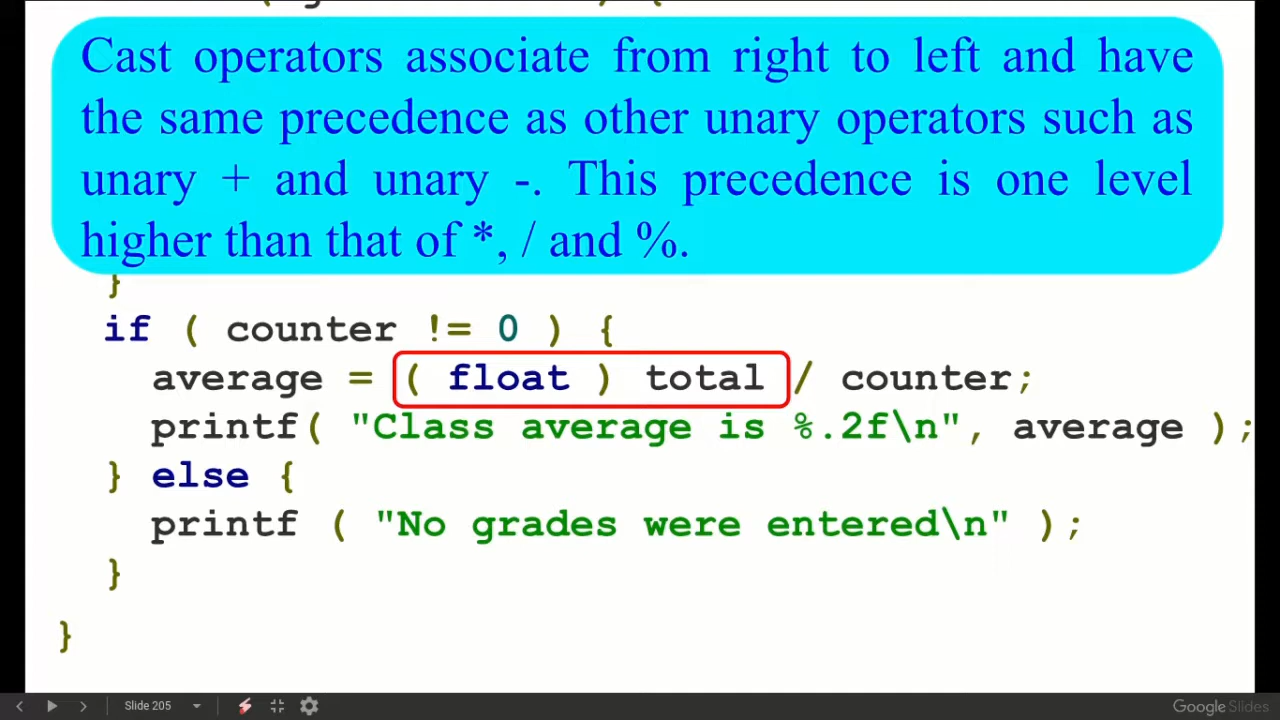 Cast operators associate from right to left and have
the same precedence as other unary operators such as
unary + and unary -. This precedence is one level
higher than that of *, / and %.
}
if ( counter != 0 ) {
average = ( float ) total / counter;
printf( "Class average is %.2f\n", average );
} else {
printf ( "No grades were entered\n" );
}
}
Slide 205
Google Slides